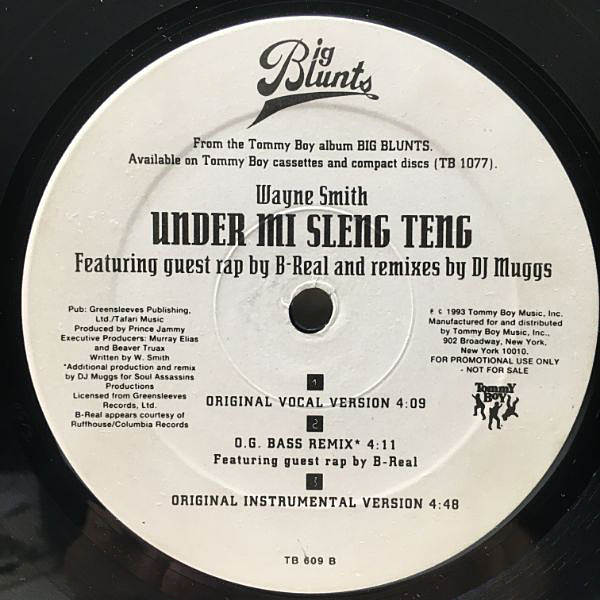 Big
Blunts
From the Tommy Boy album BIG BLUNTS.
Available on Tommy Boy cassettes and compact discs (TB 1077).
Wayne Smith
UNDER MI SLENG TENG
Featuring guest rap by B-Real and remixes by DJ Muggs
Pub: Greensleeves Publishing,
Ltd./Tafari Music
Produced by Prince Jammy
Executive Producers: Murray Elias
and Beaver Truax
Written by W. Smith
*Additional production and remix
by DJ Muggs for Soul Assassins
Productions
Licensed from Greensleeves
Records, Ltd.
B-Real appears courtesy of
Ruffhouse/Columbia Records
℗ © 1993 Tommy Boy Music, Inc.
Manufactured for and distributed
by Tommy Boy Music, Inc.,
902 Broadway, New York,
New York 10010.
FOR PROMOTIONAL USE ONLY
- NOT FOR SALE
Tommy
Boy
1
ORIGINAL VOCAL VERSION 4:09
2
O.G. BASS REMIX* 4:11
Featuring guest rap by B-Real
3
ORIGINAL INSTRUMENTAL VERSION 4:48
TB 609 B